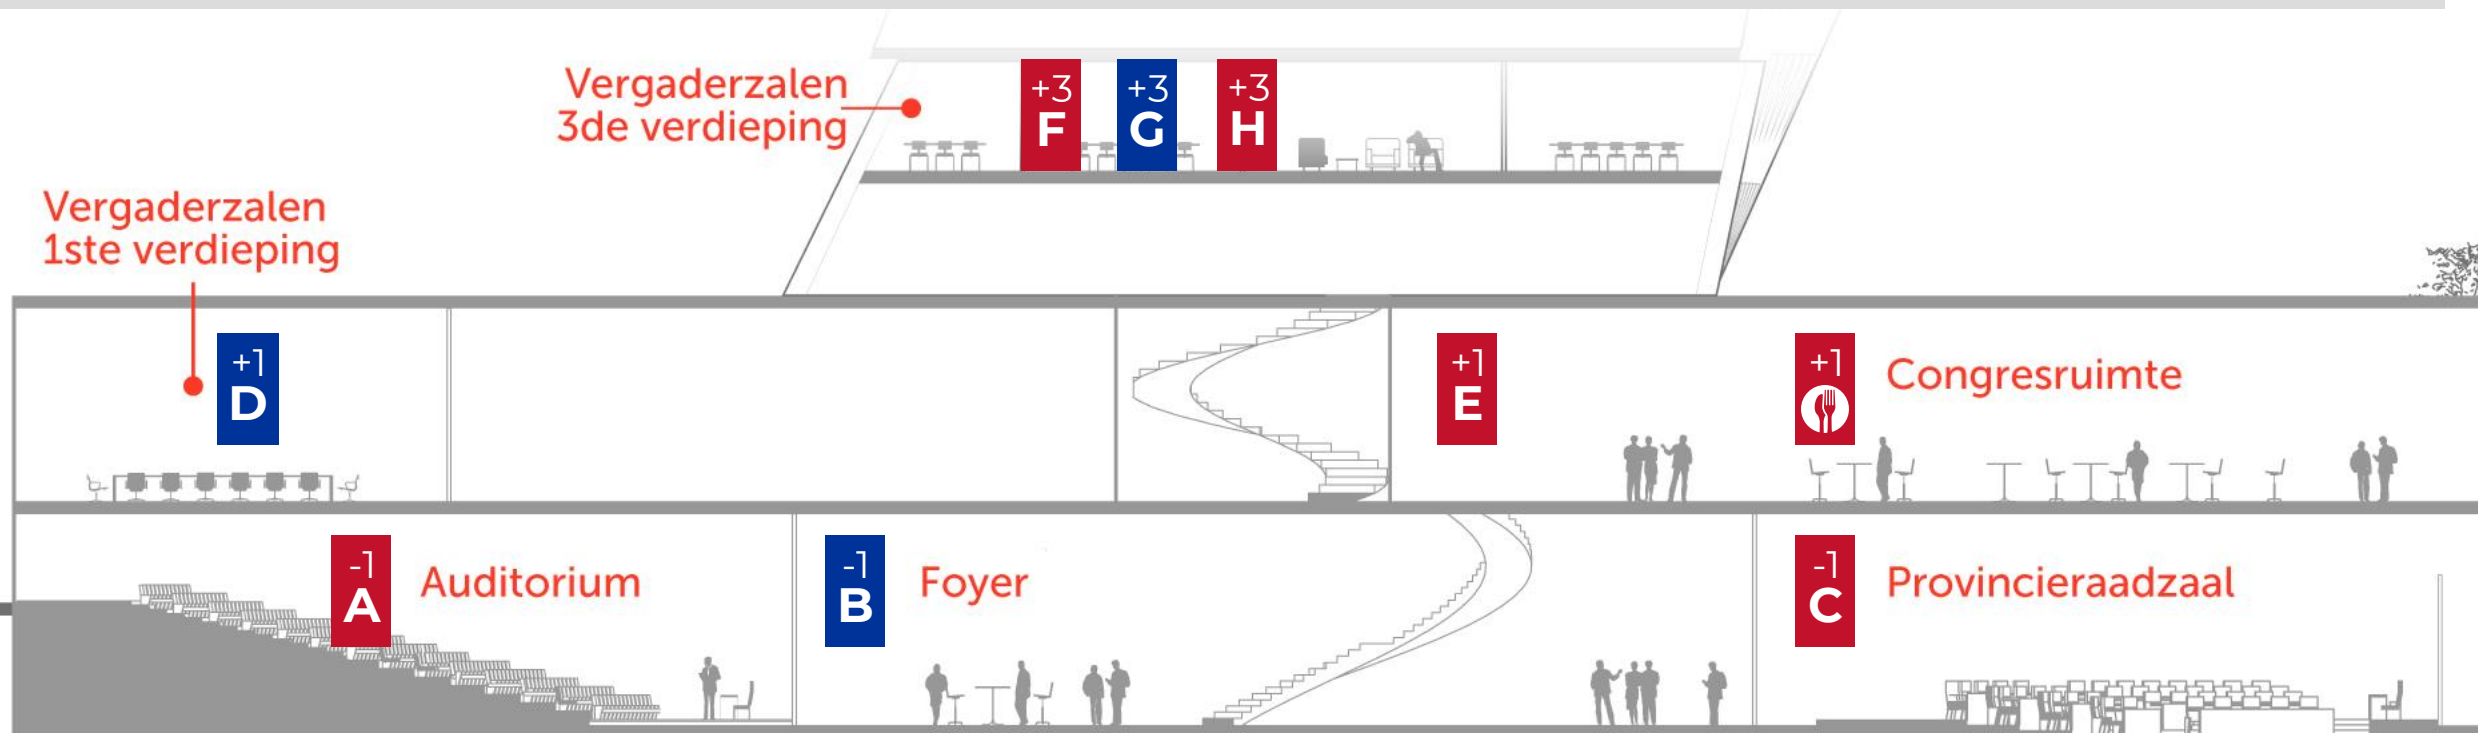 Vergaderzalen
3de verdieping
+3
F
+3
G
+3
H
Vergaderzalen
1ste verdieping
+1
D
+1
E
+1
Congresruimte
-1
A
Auditorium
-1
B
Foyer
-1
C
Provincieraadzaal